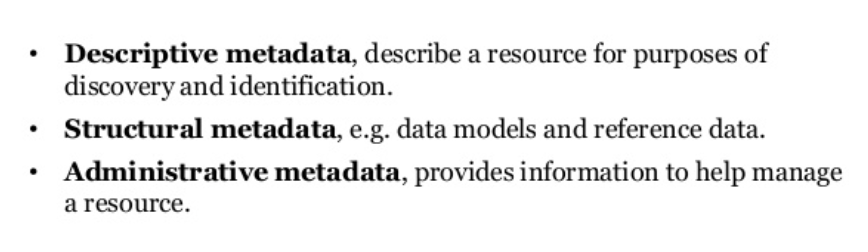 • Descriptive metadata, describe a resource for purposes of
discovery and identification.
• Structural metadata, e.g. data models and reference data.
• Administrative metadata, provides information to help manage
a resource.